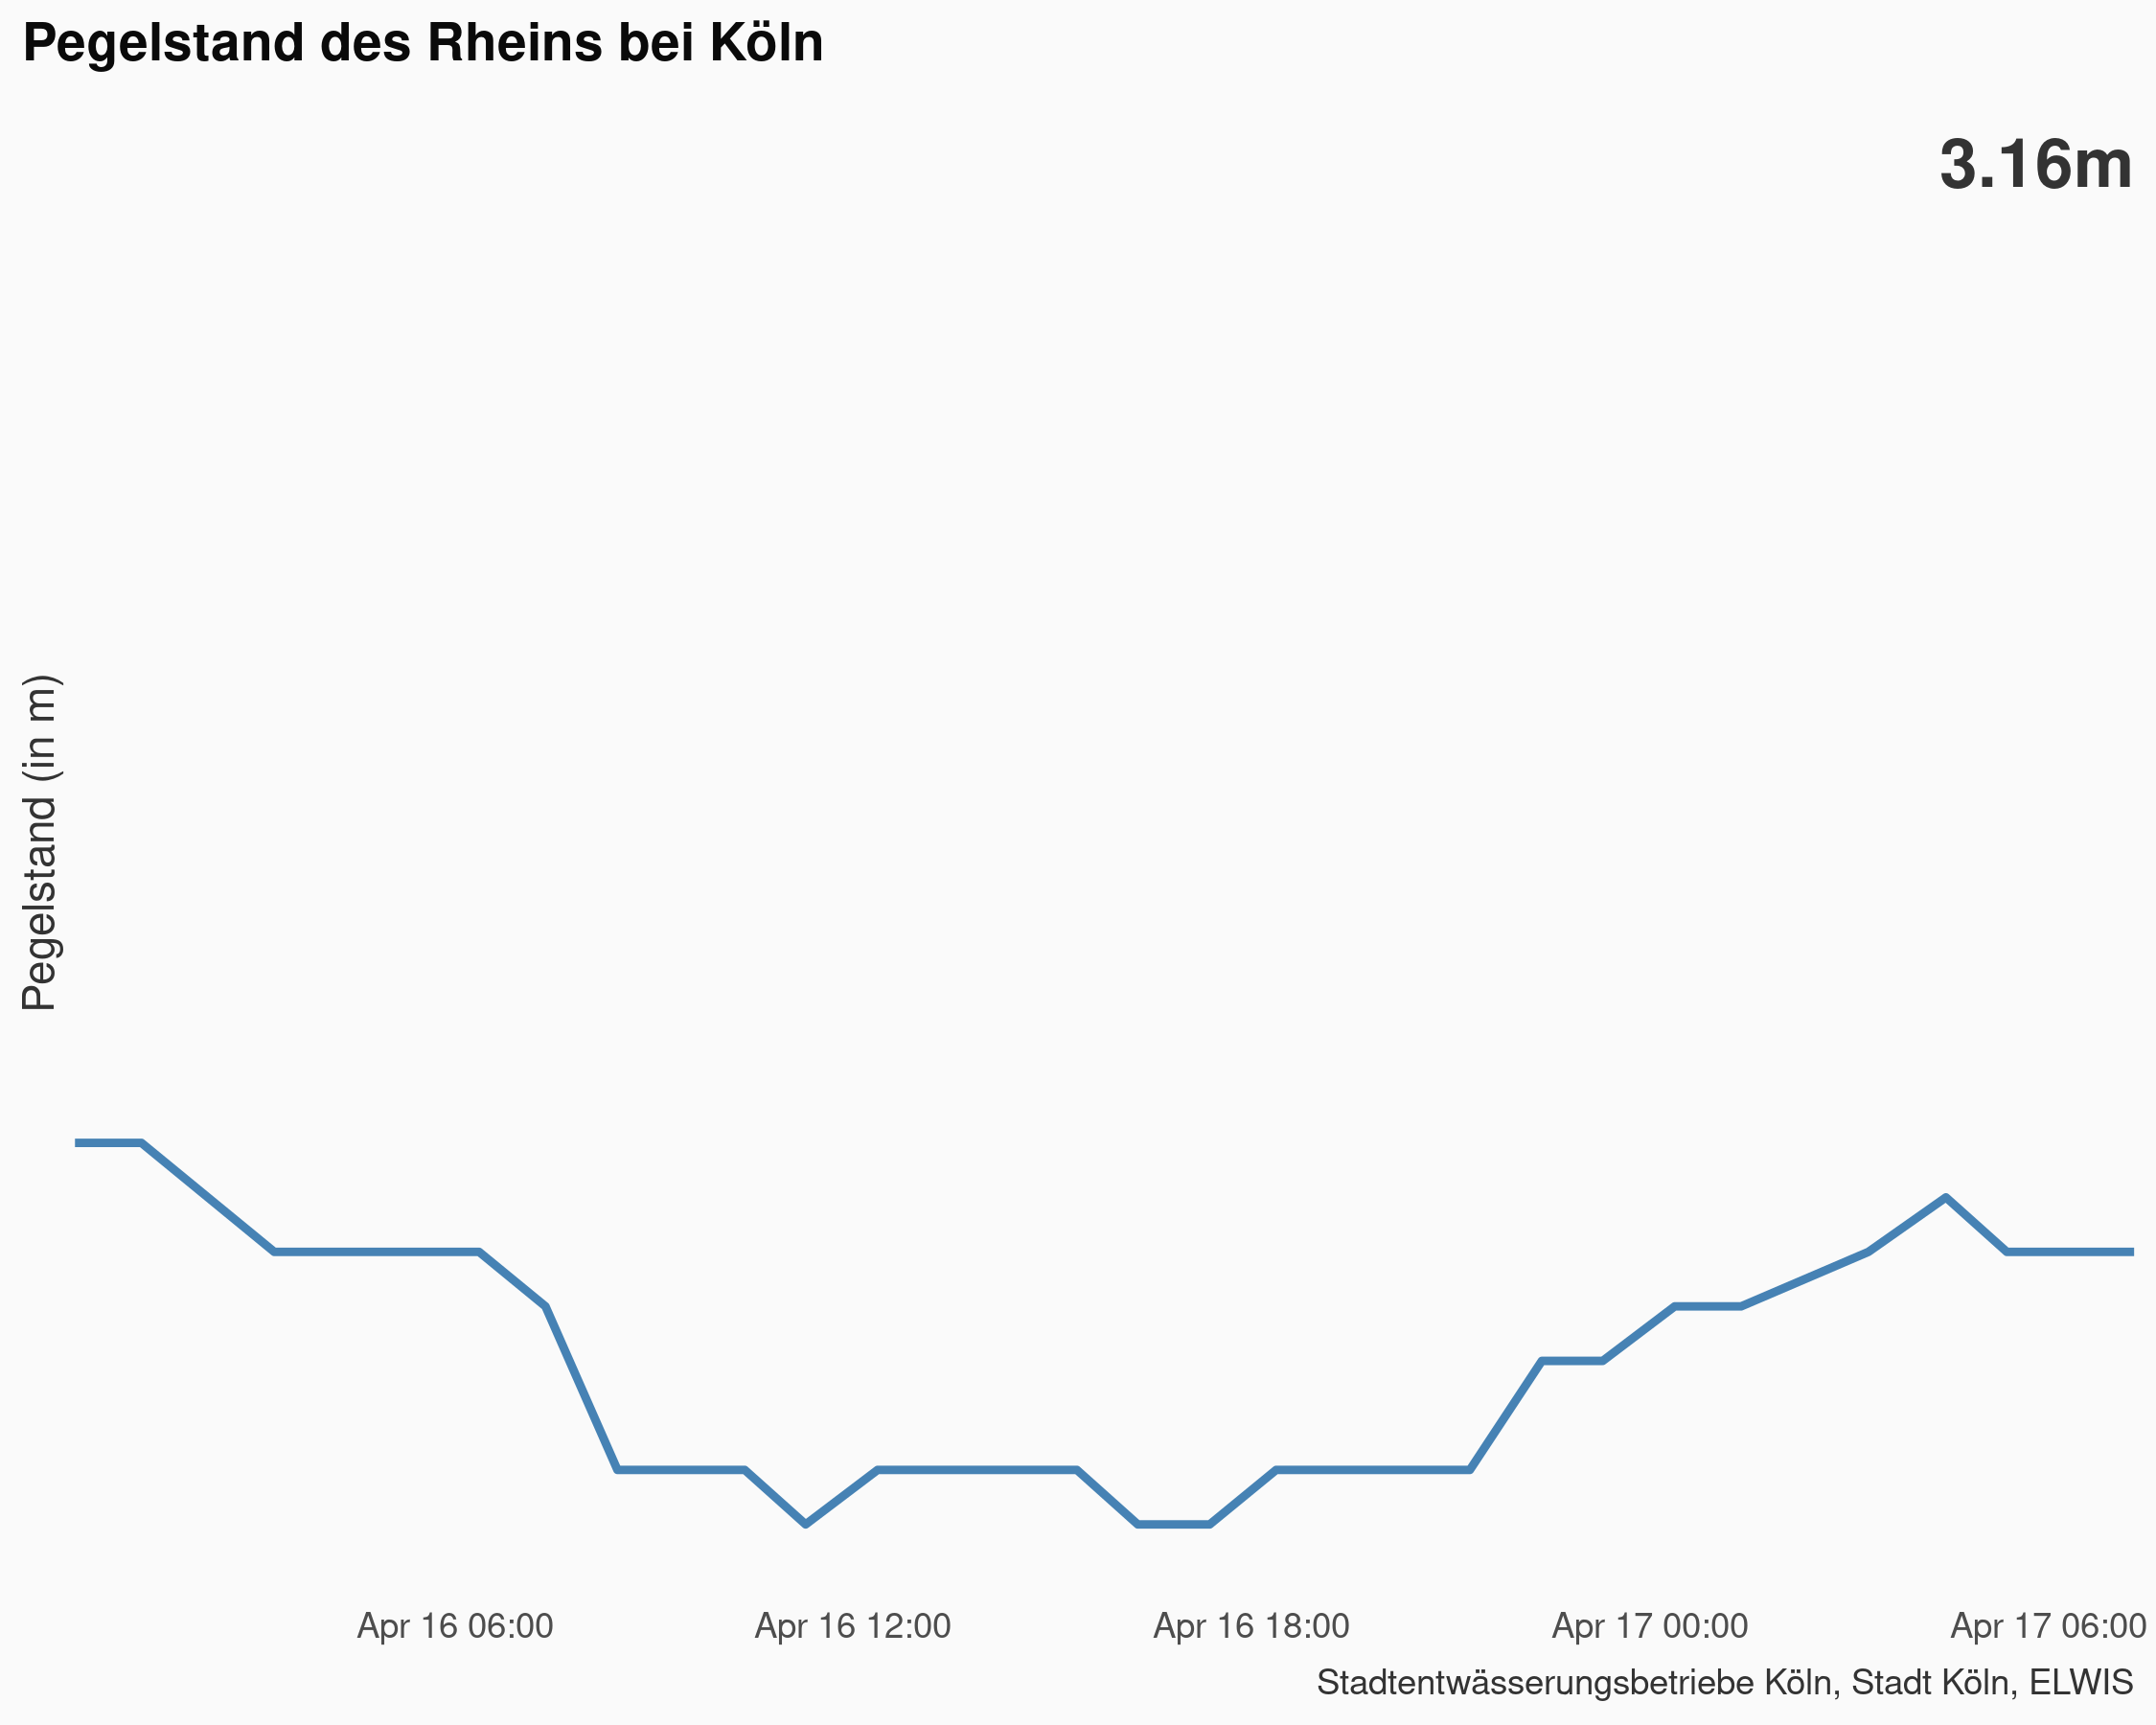 Pegelstand des Rheins bei Köln
3.16m
Pegelstand (in m)
Apr 16 06:00
Apr 16 12:00
Apr 16 18:00
Apr 17 00:00
Apr 17 06:00
Stadtentwässerungsbetriebe Köln, Stadt Köln, ELWIS